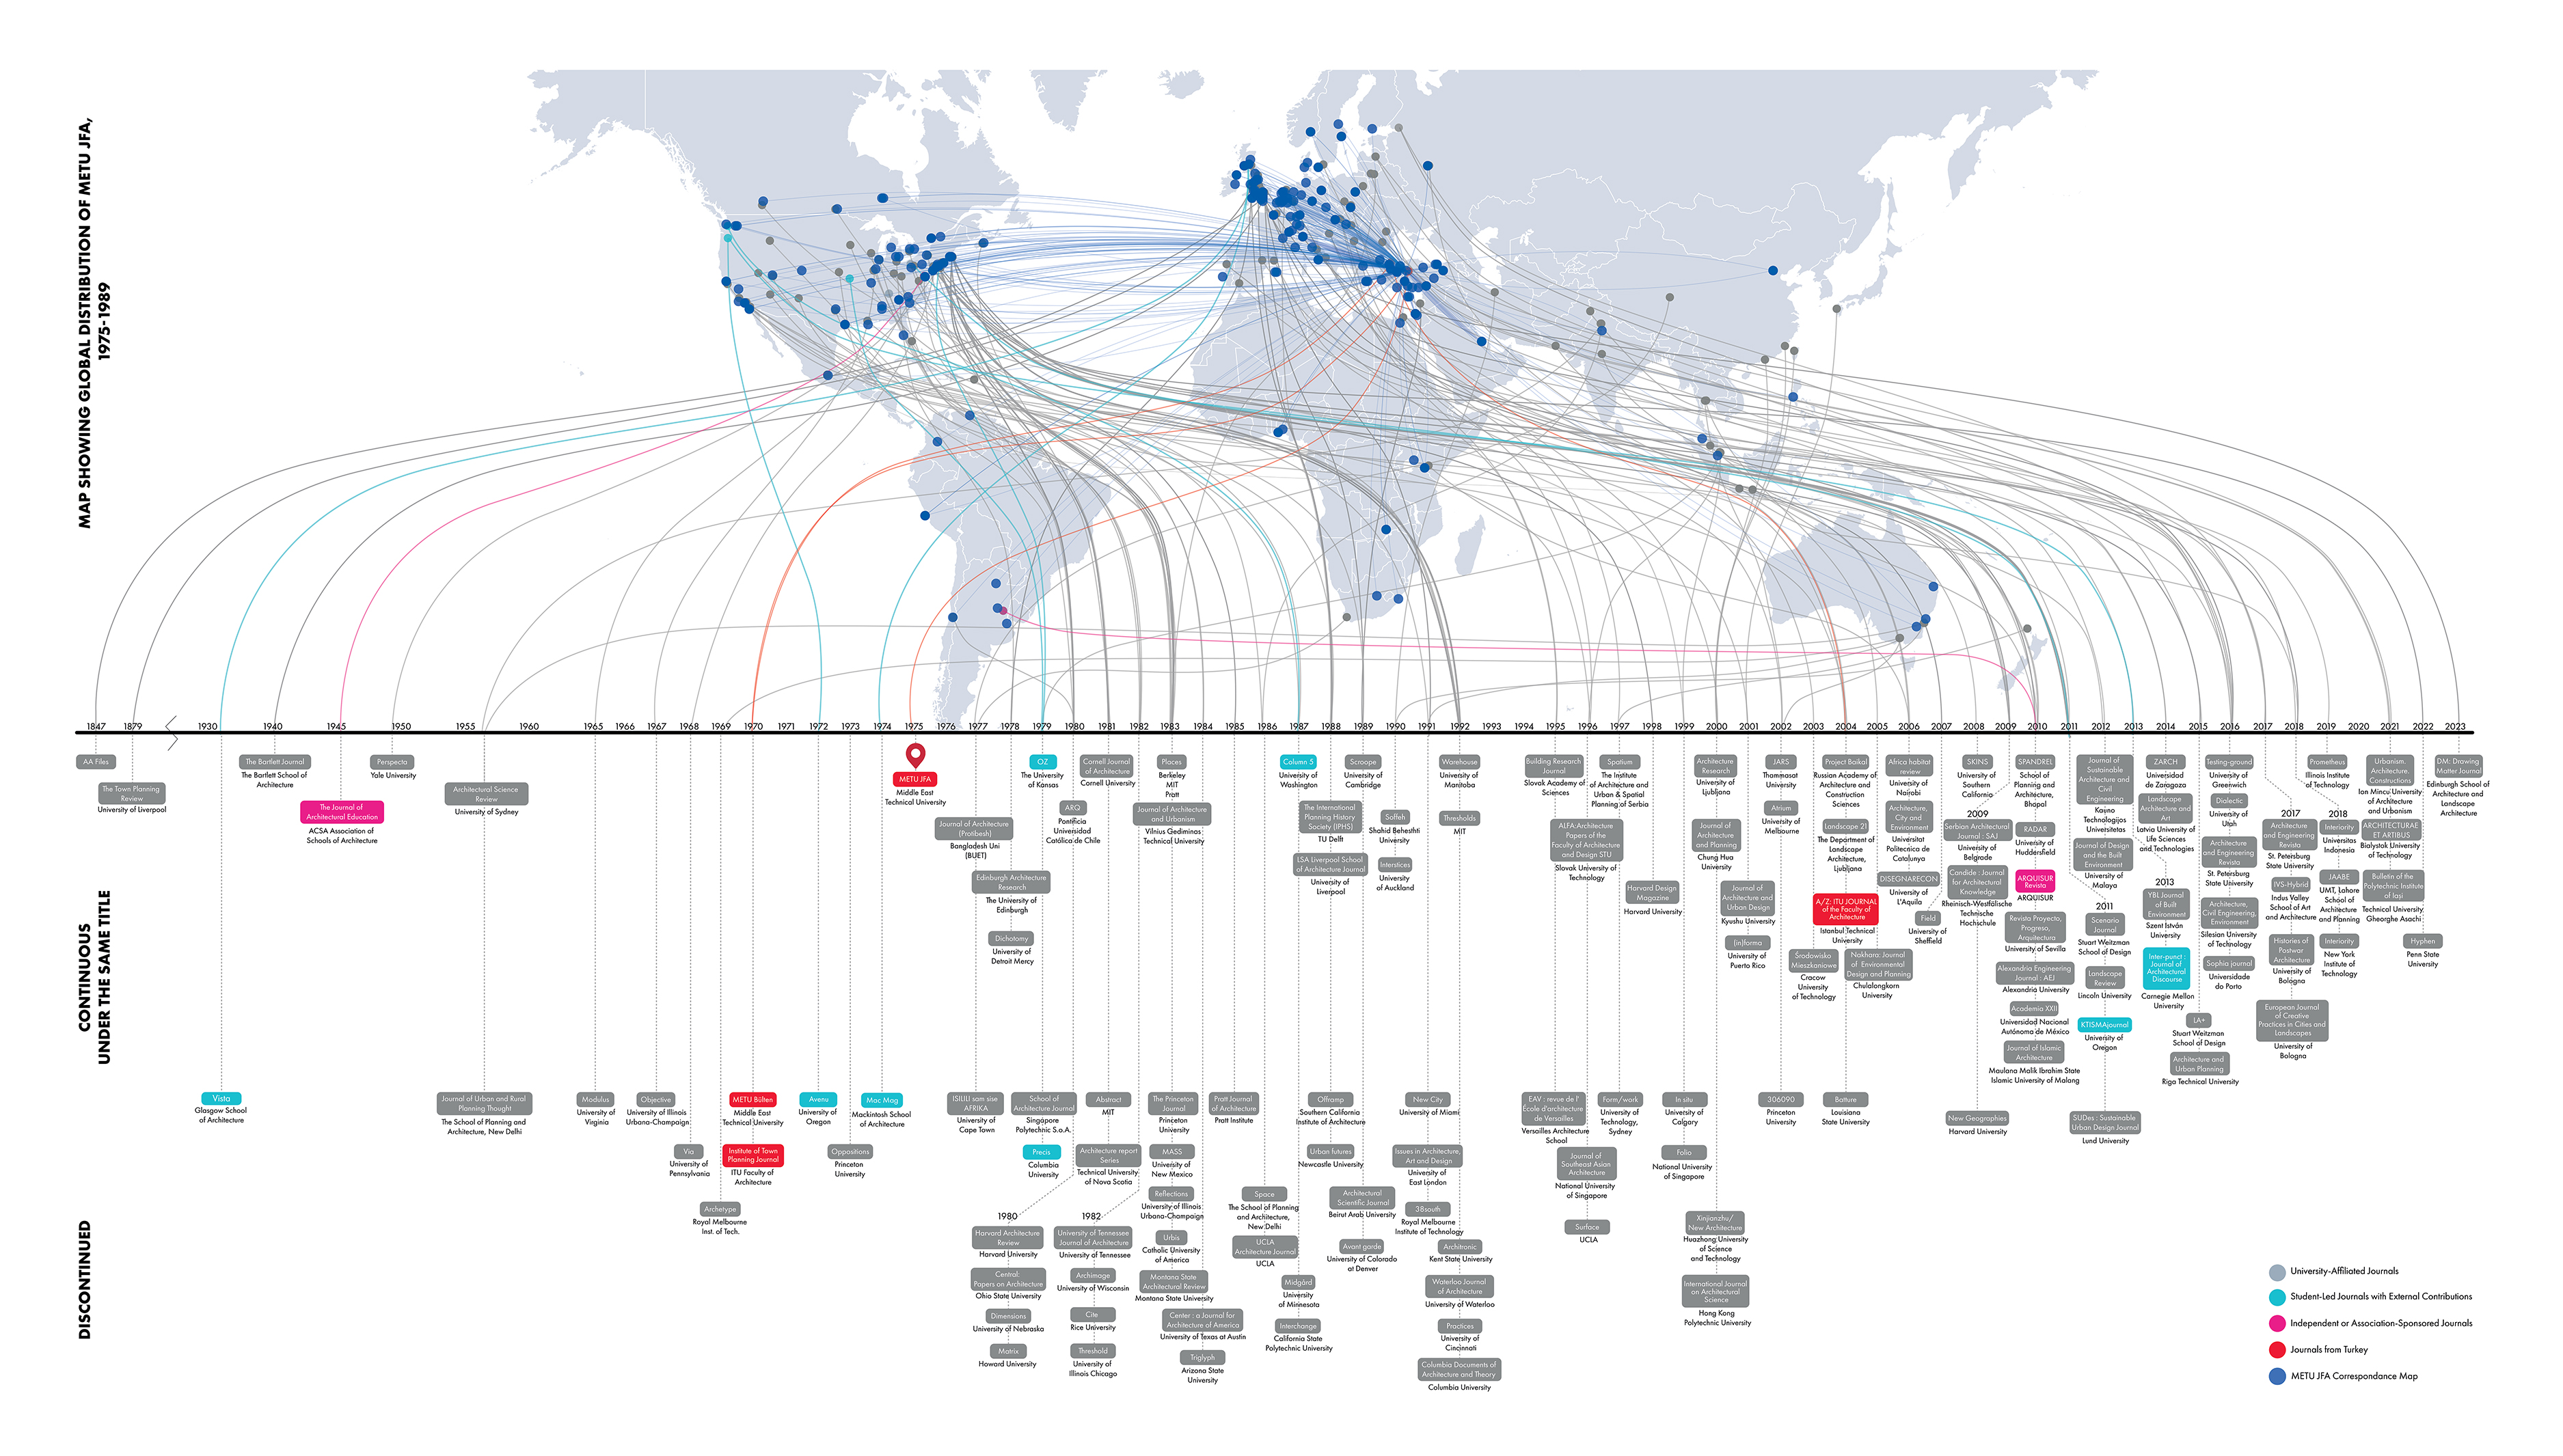 MAP SHOWING GLOBAL DISTRIBUTION OF METU JFA,
1975-1989
1847 1879 1930 1940 1945 1950 1955 1960 1965 1966 1967 1968 1969 1970 1971 1972 1973 1974 1975 1976 1977 1978 1979 1980 1981 1982 1983 1984 1985 1986 1987 1988 1989 1990 1991 1992 1993 1994 1995 1996 1997 1998 1999 2000 2001 2002 2003 2004 2005 2006 2007 2008 2009 2010 2011 2012 2013 2014 2015 2016 2017 2018 2019 2020 2021 2022 2023
CONTINUOUS
UNDER THE SAME TITLE
AA Files
The Town Planning
Review
University of Liverpool
The Bartlett Journal
The Bartlett School of
Architecture
The Journal of
Architectural Education
ACSA Association of
Schools of Architecture
Perspecta
Yale University
Architectural Science
Review
University of Sydney
METU JFA
Middle East
Technical University
Journal of Architecture
(Protibesh)
Bangladesh Uni
(BUET)
Edinburgh Architecture
Research
The University of
Edinburgh
Dichotomy
University of
Detroit Mercy
OZ
The University
of Kansas
ARQ
Pontificia
Universidad
Católica de Chile
Cornell Journal
of Architecture
Cornell University
Places
Berkeley
MIT
Pratt
Journal of Architecture
and Urbanism
Vilnius Gediminas
Technical University
Column 5
University of
Washington
The International
Planning History
Society (IPHS)
TU Delft
LSA Liverpool School
of Architecture Journal
University of
Liverpool
Scroope
University of
Cambridge
Soffeh
Shahid Beheshti
University
Interstices
University
of Auckland
Warehouse
University of
Manitoba
Thresholds
MIT
Building Research
Journal
Slovak Academy of
Sciences
ALFA:Architecture
Papers of the
Faculty of Architecture
and Design STU
Slovak University of
Technology
Spatium
The Institute
of Architecture and
Urban & Spatial
Planning of Serbia
Harvard Design
Magazine
Harvard University
Architecture
Research
University of
Ljubljana
Journal of
Architecture
and Planning
Chung Hua
University
Journal of
Architecture and
Urban Design
Kyushu University
(in)forma
University of
Puerto Rico
JARS
Thammasat
University
Atrium
University of
Melbourne
Project Baikal
Russian Academy of
Architecture and
Construction
Sciences
Landscape 21
The Department of
Landscape
Architecture,
Ljubljana
A/Z: ITU JOURNAL
of the Faculty of
Architecture
Istanbul Technical
University
Srodowisko
Mieszkaniowe
Cracow
University
of Technology
Nakhara: Journal
of Environmental
Design and Planning
Chulalongkorn
University
Africa habitat
review
University of
Nairobi
Architecture,
City and
Environment
Universitat
Politecnica de
Catalunya
DISEGNARECON
University of
L'Aquila
Field
University of
Sheffield
SKINS
University of
Southern
California
2009
Serbian Architectural
Journal : SAJ
University of
Belgrade
Candide : Journal
for Architectural
Knowledge
Rheinisch-Westfälische
Technische
Hochschule
SPANDREL
School of
Planning and
Architecture,
Bhopal
RADAR
University of
Huddersfield
ARQUISUR
Revista
ARQUISUR
Revista Proyecto,
Progreso,
Arquitectura
University of Sevilla
Alexandria Engineering
Journal : AEJ
Alexandria University
Academia XXII
Universidad Nacional
Autónoma de México
Journal of Islamic
Architecture
Maulana Malik Ibrahim State
Islamic University of Malang
Journal of
Sustainable
Architecture and
Civil
Engineering
Kauno
Technologijos
Universitetas
Journal of Design
and the Built
Environment
University of
Malaya
2011
Scenario
Journal
Stuart Weitzman
School of Design
Landscape
Review
Lincoln University
KTISMAjournal
University of
Oregon
ZARCH
Universidad
de Zaragoza
Landscape
Architecture and
Art
Latvia University of
Life Sciences
and Technologies
2013
YBL Journal
of Built
Environment
Szent István
University
Inter-punct :
Journal of
Architectural
Discourse
Carnegie Mellon
University
LA+
Stuart Weitzman
School of Design
Architecture and
Urban Planning
Riga Technical University
Testing-ground
University of
Greenwich
Dialectic
University of
Utah
Architecture
and Engineering
Revista
St. Petersburg
State University
Architecture,
Civil Engineering,
Environment
Silesian University
of Technology
Sophia journal
Universidade
do Porto
2017
Architecture
and Engineering
Revista
St. Petersburg
State University
IVS-Hybrid
Indus Valley
School of Art
and Architecture
Histories of
Postwar
Architecture
University of
Bologna
European Journal
of Creative
Practices in Cities and
Landscapes
University of
Bologna
Prometheus
Illinois Institute
of Technology
2018
Interiority
Universitas
Indonesia
JAABE
UMT, Lahore
School of
Architecture
and Planning
Interiority
New York
Institute of
Technology
Urbanism.
Architecture.
Constructions
Ion Mincu University
of Architecture
and Urbanism
ARCHITECTURAE
ET ARTIBUS
Bialystok University
of Technology
Bulletin of the
Polytechnic Institute
of Iasi
Technical University
Gheorghe Asachi
Hyphen
Penn State
University
DM: Drawing
Matter Journal
Edinburgh School of
Architecture and
Landscape
Architecture
DISCONTINUED
Vista
Glasgow School
of Architecture
Journal of Urban and Rural
Planning Thought
The School of Planning and
Architecture, New Delhi
Modulus
University of
Virginia
Objective
University of Illinois
Urbana-Champaign
Via
University of
Pennsylvania
Archetype
Royal Melbourne
Inst. of Tech.
METU Bülten
Middle East
Technical University
Institute of Town
Planning Journal
ITU Faculty of
Architecture
Avenu
University of
Oregon
Oppositions
Princeton
University
Mac Mag
Mackintosh School
of Architecture
ISILILI sam sise
AFRIKA
University of
Cape Town
School of
Architecture Journal
Singapore
Polytechnic S.o.A.
Precis
Columbia
University
1980
Harvard Architecture
Review
Harvard University
Central:
Papers on Architecture
Ohio State University
Dimensions
University of Nebraska
Matrix
Howard University
Abstract
MIT
Architecture report
Series
Technical University
of Nova Scotia
1982
University of Tennessee
Journal of Architecture
University of Tennessee
Archimage
University of Wisconsin
Cite
Rice University
Threshold
University of
Illinois Chicago
The Princeton
Journal
Princeton
University
MASS
University of
New Mexico
Reflections
University of Illinois
Urbana-Champaign
Urbis
Catholic University
of America
Montana State
Architectural Review
Montana State University
Center : a Journal for
Architecture of America
University of Texas at Austin
Triglyph
Arizona State
University
Pratt Journal
of Architecture
Pratt Institute
Space
The School of Planning
and Architecture,
New Delhi
UCLA
Architecture Journal
UCLA
Midgård
University
of Minnesota
Interchange
California State
Polytechnic University
Offramp
Southern California
Institute of Architecture
Urban futures
Newcastle University
Architectural
Scientific Journal
Beirut Arab University
Avant garde
University of Colorado
at Denver
New City
University of Miami
Issues in Architecture,
Art and Design
University of
East London
38south
Royal Melbourne
Institute of Technology
Architronic
Kent State University
Waterloo Journal
of Architecture
University of Waterloo
Practices
University of
Cincinnati
Columbia Documents of
Architecture and Theory
Columbia University
EAV : revue de l'
École d'architecture
de Versailles
Versailles Architecture
School
Journal of
Southeast Asian
Architecture
National University
of Singapore
Surface
UCLA
Form/work
University of
Technology,
Sydney
In situ
University of
Calgary
Folio
National University
of Singapore
Xinjianzhu/
New Architecture
Huazhong University
of Science
and Technology
International Journal
on Architectural
Science
Hong Kong
Polytechnic University
306090
Princeton
University
Batture
Louisiana
State University
New Geographies
Harvard University
SUDes : Sustainable
Urban Design Journal
Lund University
University-Affiliated Journals
Student-Led Journals with External Contributions
Independent or Association-Sponsored Journals
Journals from Turkey
METU JFA Correspondance Map